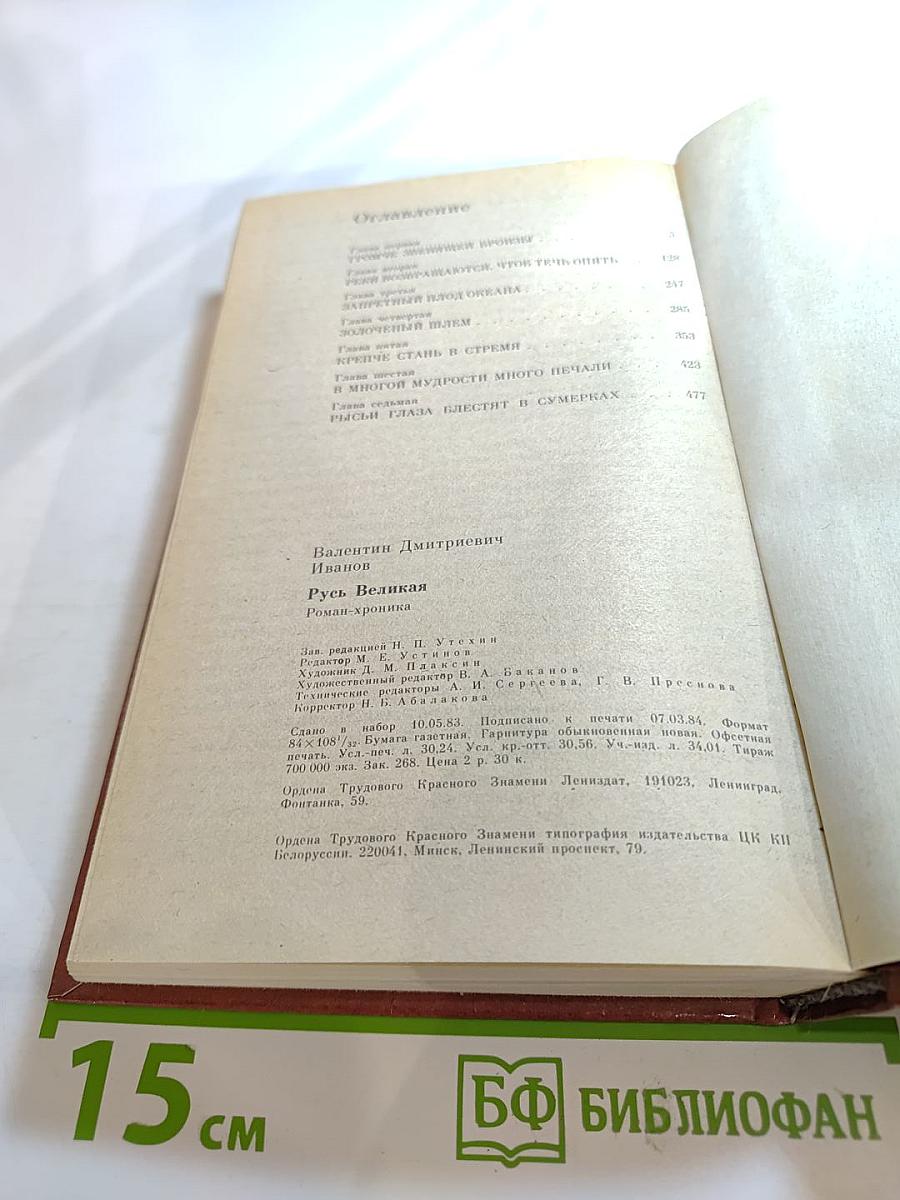 Оглавление
Глава первая
ГРОМЧЕ ЗВЕНЯЩЕЙ БРОНЗЫ . . . 5
Глава вторая
РЕКИ ВОЗВРАЩАЮТСЯ, ЧТОБ ТЕЧЬ ОПЯТЬ . . 128
Глава третья
ЗАПРЕТНЫЙ ПЛОД ОКЕАНА . . . . . . . 247
Глава четвертая
ЗОЛОЧЕНЫЙ ШЛЕМ . . . . . . . . . 285
Глава пятая
КРЕПЧЕ СТАНЬ В СТРЕМЯ . . . . . . . 353
Глава шестая
В МНОГОЙ МУДРОСТИ МНОГО ПЕЧАЛИ . . . . 423
Глава седьмая
РЫСЬИ ГЛАЗА БЛЕСТЯТ В СУМЕРКАХ . . . . 477
Валентин Дмитриевич
Иванов
Русь Великая
Роман-хроника
Зав. редакцией Н. П. Утехин
Редактор М. Е. Устинов
Художник Д. М. Плаксин
Художественный редактор В. А. Баканов
Технические редакторы А. И. Сергеева, Г. В. Преснова
Корректор Н. Б. Абалакова
Сдано в набор 10.05.83. Подписано к печати 07.03.84. Формат
84×108¹/₃₂. Бумага газетная. Гарнитура обыкновенная новая. Офсетная
печать. Усл.-печ. л. 30,24. Усл. кр.-отт. 30,56. Уч.-изд. л. 34,01. Тираж
700 000 экз. Зак. 268. Цена 2 р. 30 к.
Ордена Трудового Красного Знамени Лениздат, 191023, Ленинград,
Фонтанка, 59.
Ордена Трудового Красного Знамени типография издательства ЦК КП
Белоруссии. 220041, Минск, Ленинский проспект, 79.
15 см
БФ БИБЛИОФАН